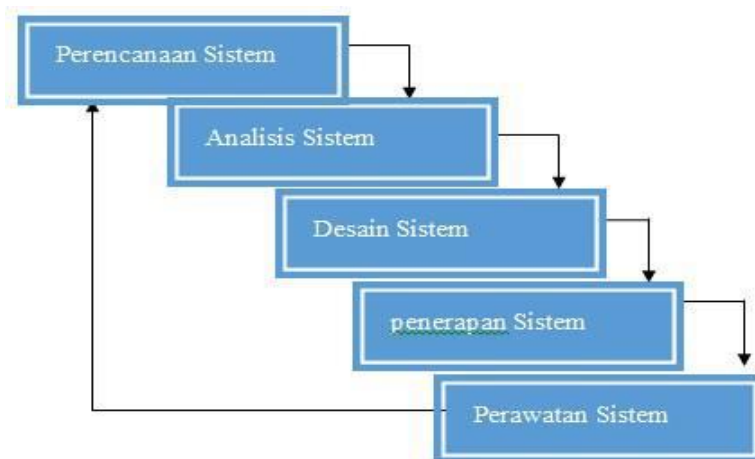 Perencanaan Sistem
Analisis Sistem
Desain Sistem
penerapan Sistem
Perawatan Sistem